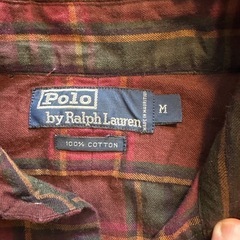 Polo
by Ralph Lauren
M
100% COTTON